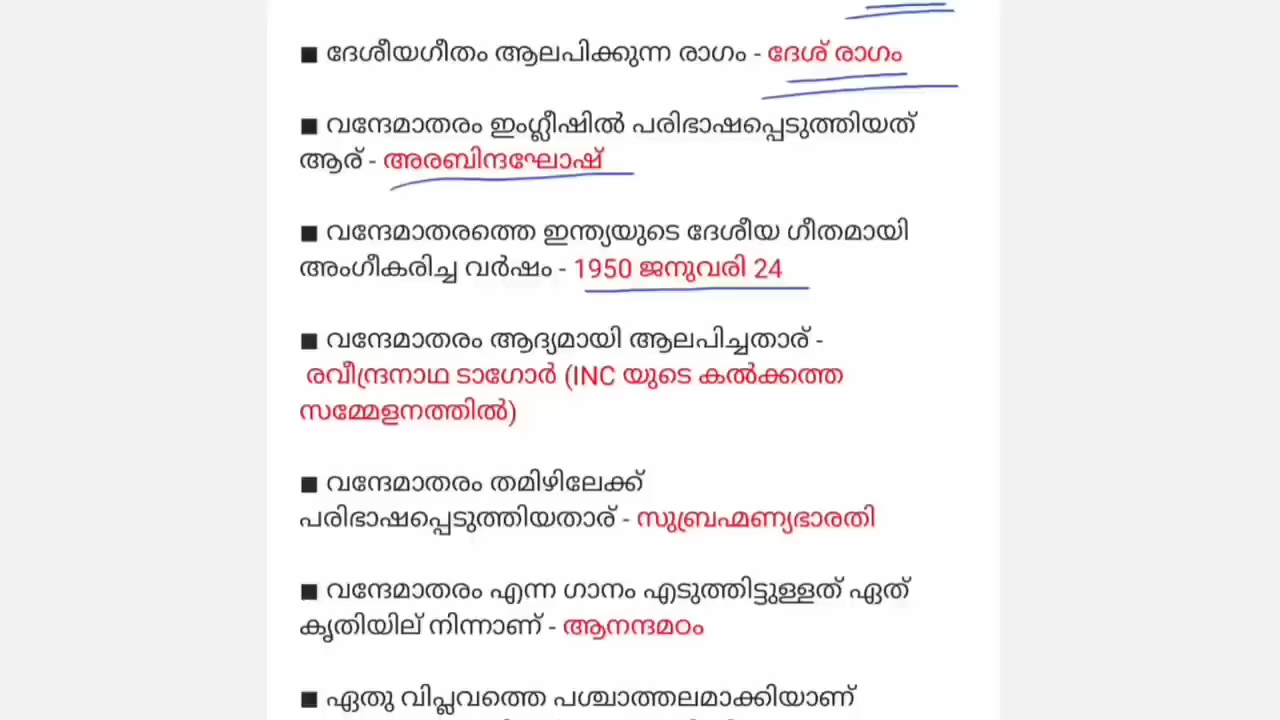 ■ ദേശീയഗീതം ആലപിക്കുന്ന രാഗം - ദേശ് രാഗം
■ വന്ദേമാതരം ഇംഗ്ലീഷിൽ പരിഭാഷപ്പെടുത്തിയത്
ആര് - അരബിന്ദഘോഷ്
■ വന്ദേമാതരത്തെ ഇന്ത്യയുടെ ദേശീയ ഗീതമായി
അംഗീകരിച്ച വർഷം - 1950 ജനുവരി 24
■ വന്ദേമാതരം ആദ്യമായി ആലപിച്ചതാര് -
രവീന്ദ്രനാഥ ടാഗോർ (INC യുടെ കൽക്കത്ത
സമ്മേളനത്തിൽ)
■ വന്ദേമാതരം തമിഴിലേക്ക്
പരിഭാഷപ്പെടുത്തിയതാര് - സുബ്രഹ്മണ്യഭാരതി
■ വന്ദേമാതരം എന്ന ഗാനം എടുത്തിട്ടുള്ളത് ഏത്
കൃതിയില് നിന്നാണ് - ആനന്ദമഠം
■ ഏതു വിപ്ലവത്തെ പശ്ചാത്തലമാക്കിയാണ്